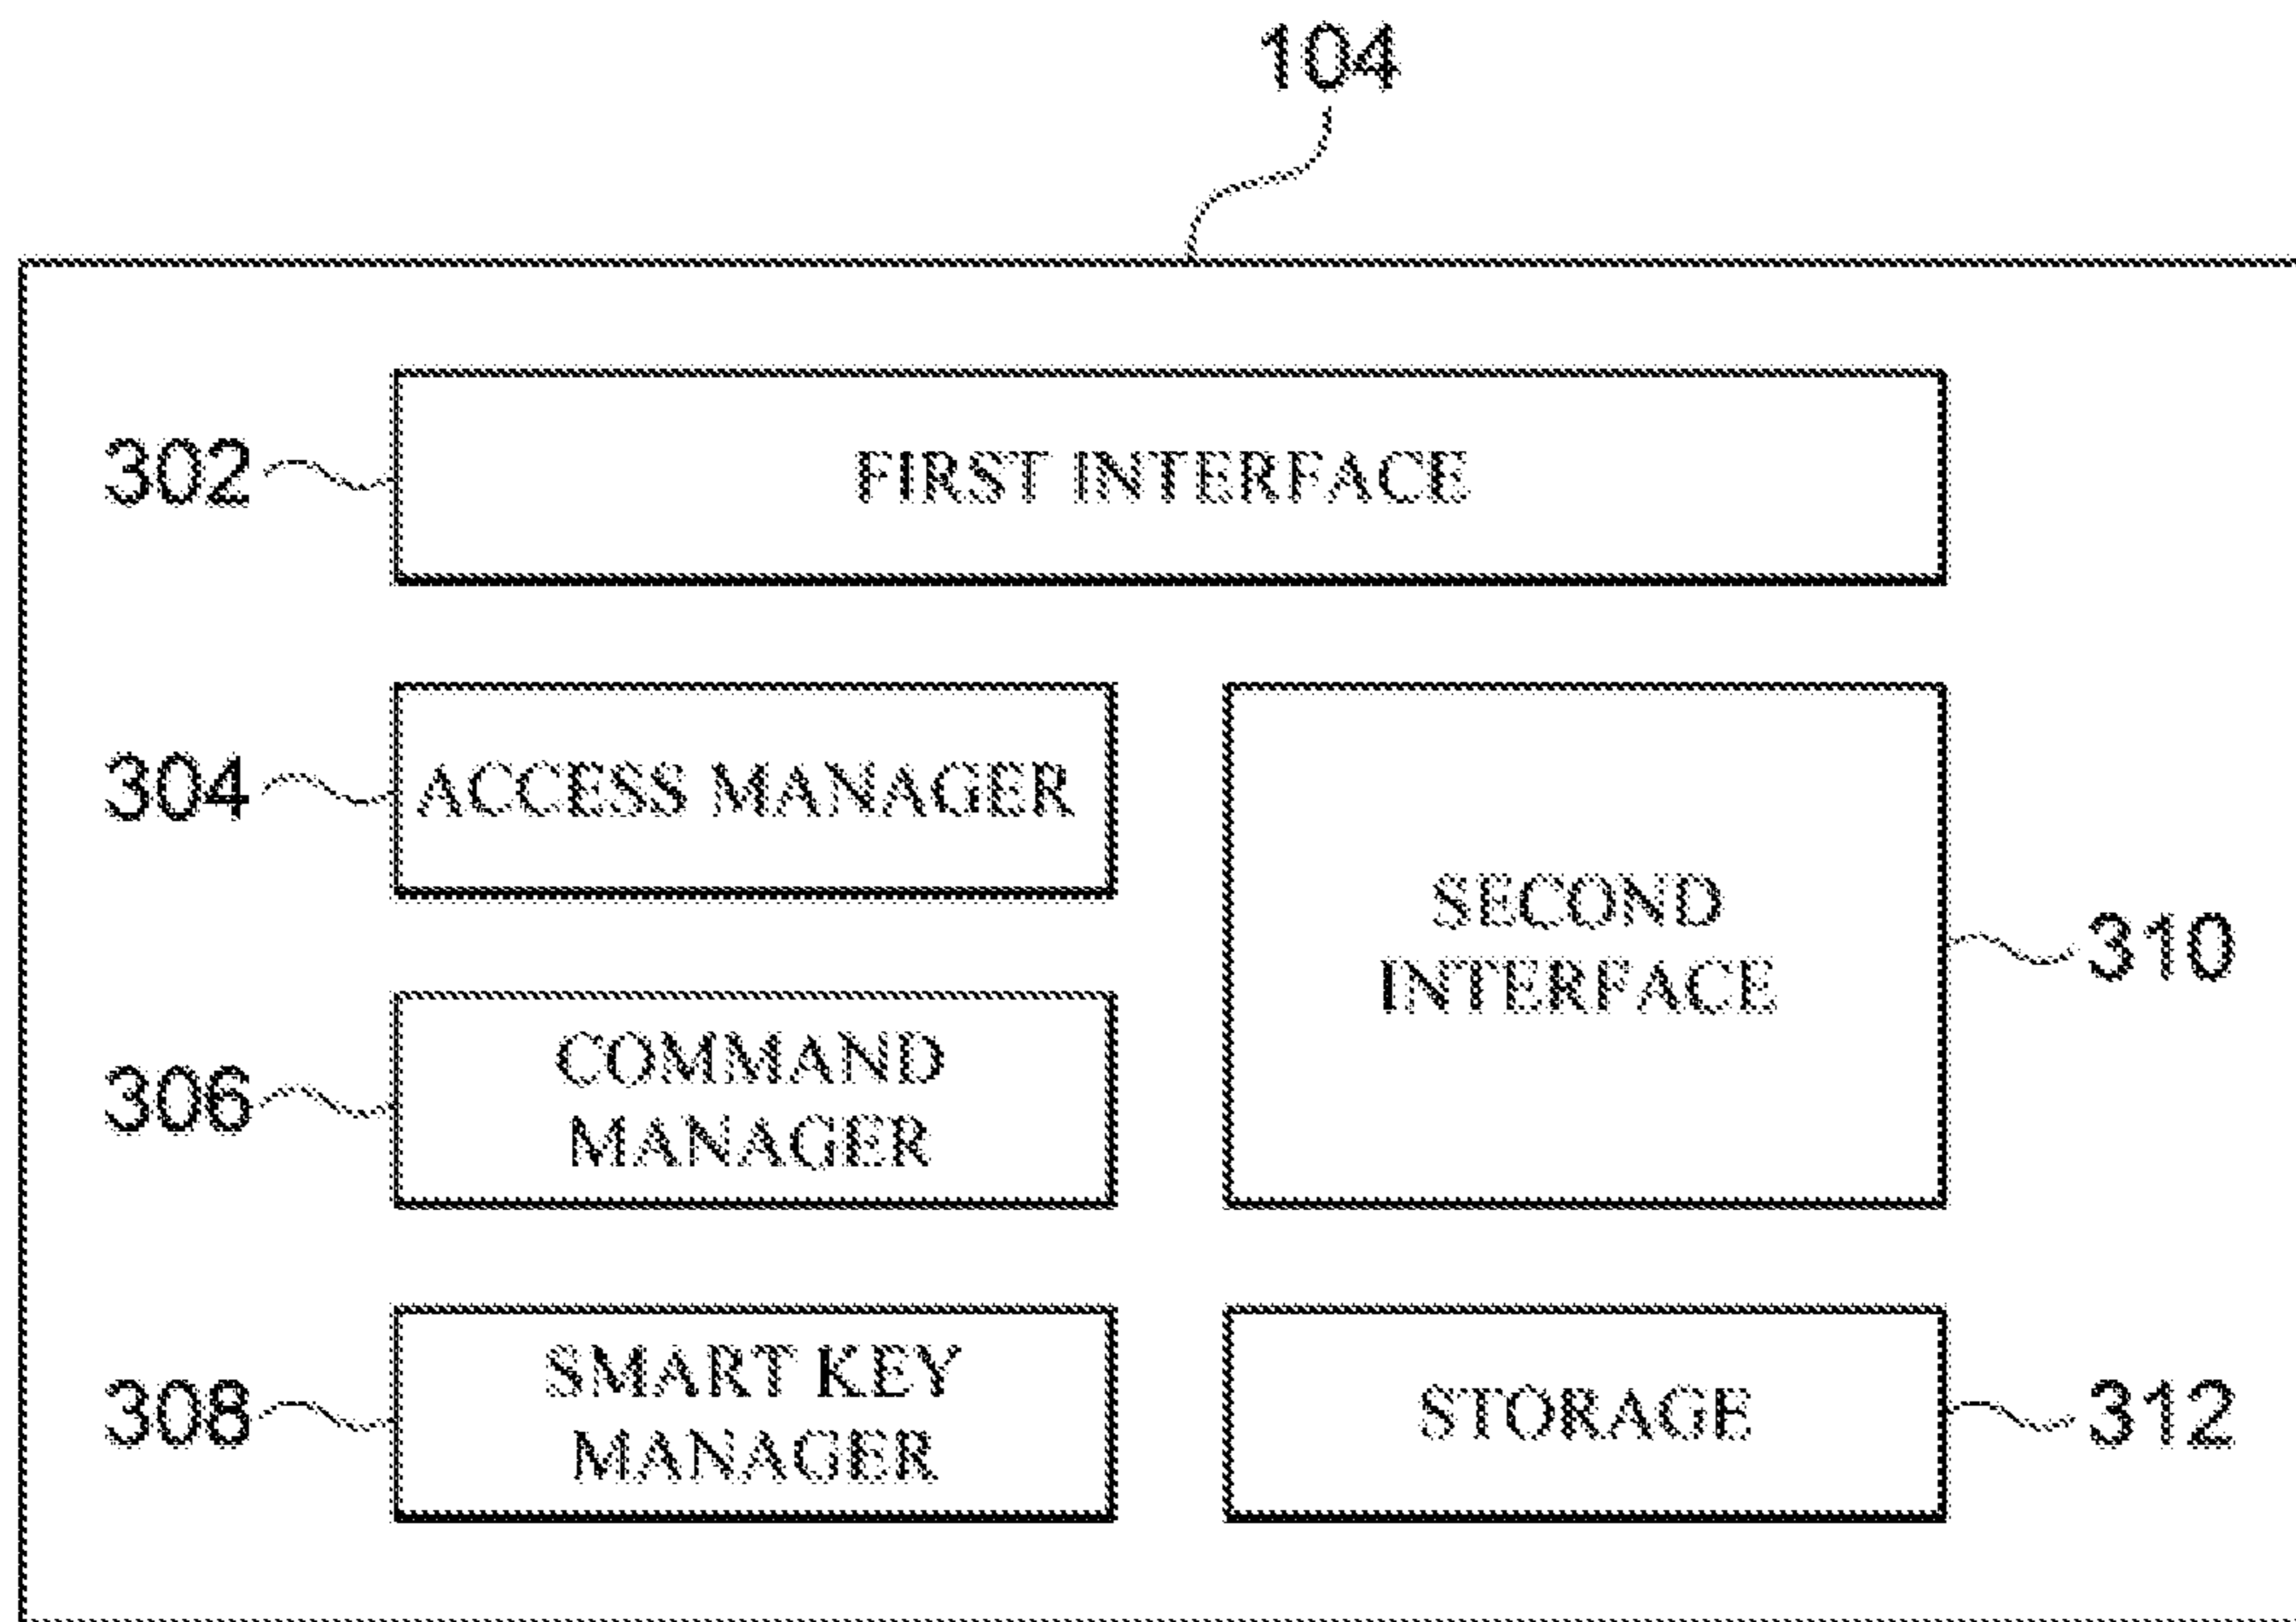 104
302
FIRST INTERFACE
304
ACCESS MANAGER
SECOND
INTERFACE
310
306
COMMAND
MANAGER
308
SMART KEY
MANAGER
STORAGE
312